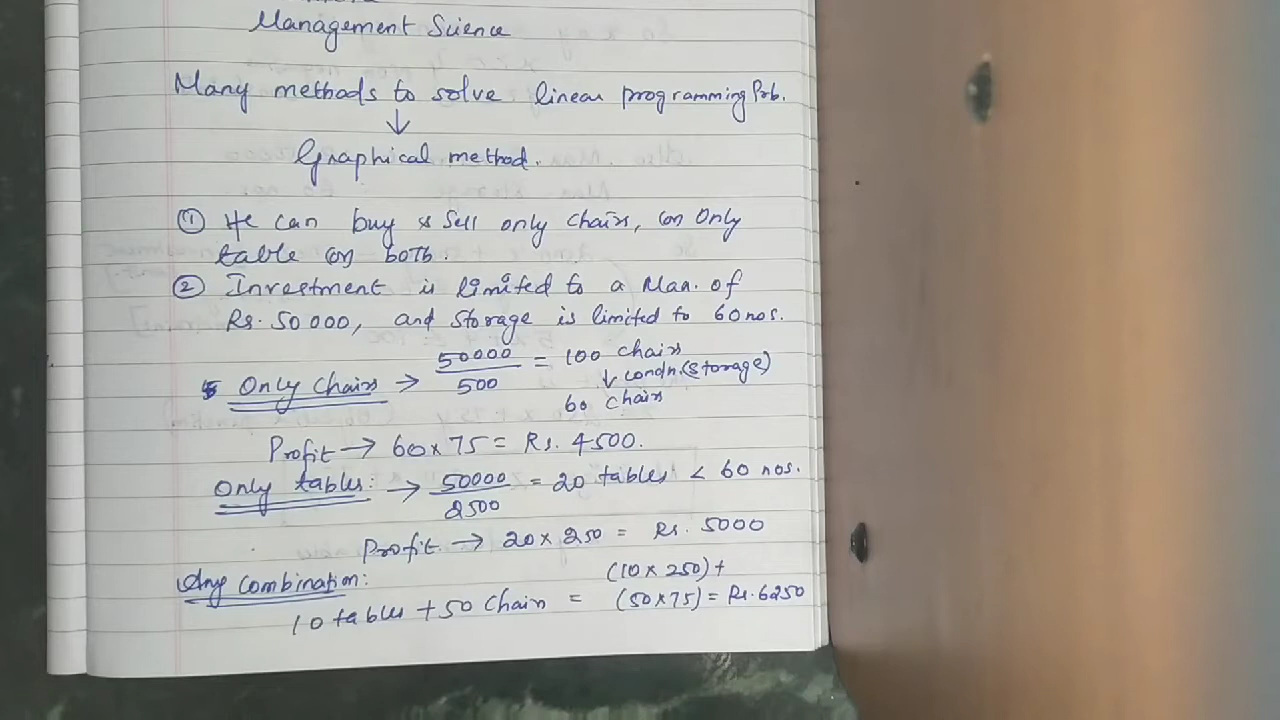 Management Science
Many methods to solve linear programming Prb.
↓
Graphical method.
① He can buy & Sell only chairs, (or) only
table (or) both.
② Investment is limited to a Max. of
Rs. 50000, and storage is limited to 60 nos.
Only Chairs → 50000/500 = 100 chairs
↓ condn.(storage)
60 chairs
Profit → 60 x 75 = Rs. 4500.
Only tables: → 50000/2500 = 20 tables < 60 nos.
Profit → 20 x 250 = Rs. 5000
Any Combination:
10 tables + 50 Chairs = (10 x 250) +
(50 x 75) = Rs. 6250